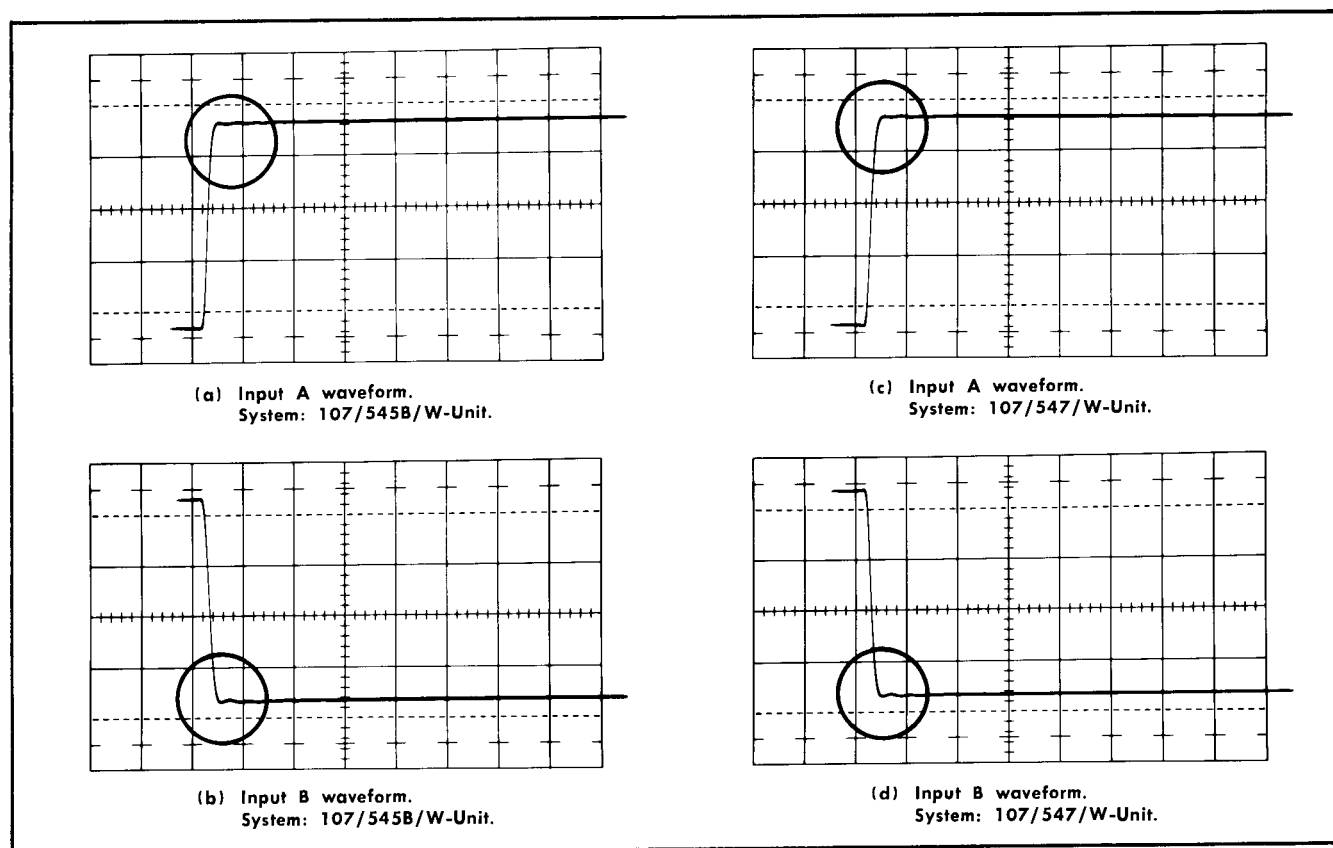 (a) Input A waveform.
System: 107/545B/W-Unit.
(c) Input A waveform.
System: 107/547/W-Unit.
(b) Input B waveform.
System: 107/545B/W-Unit.
(d) Input B waveform.
System: 107/547/W-Unit.